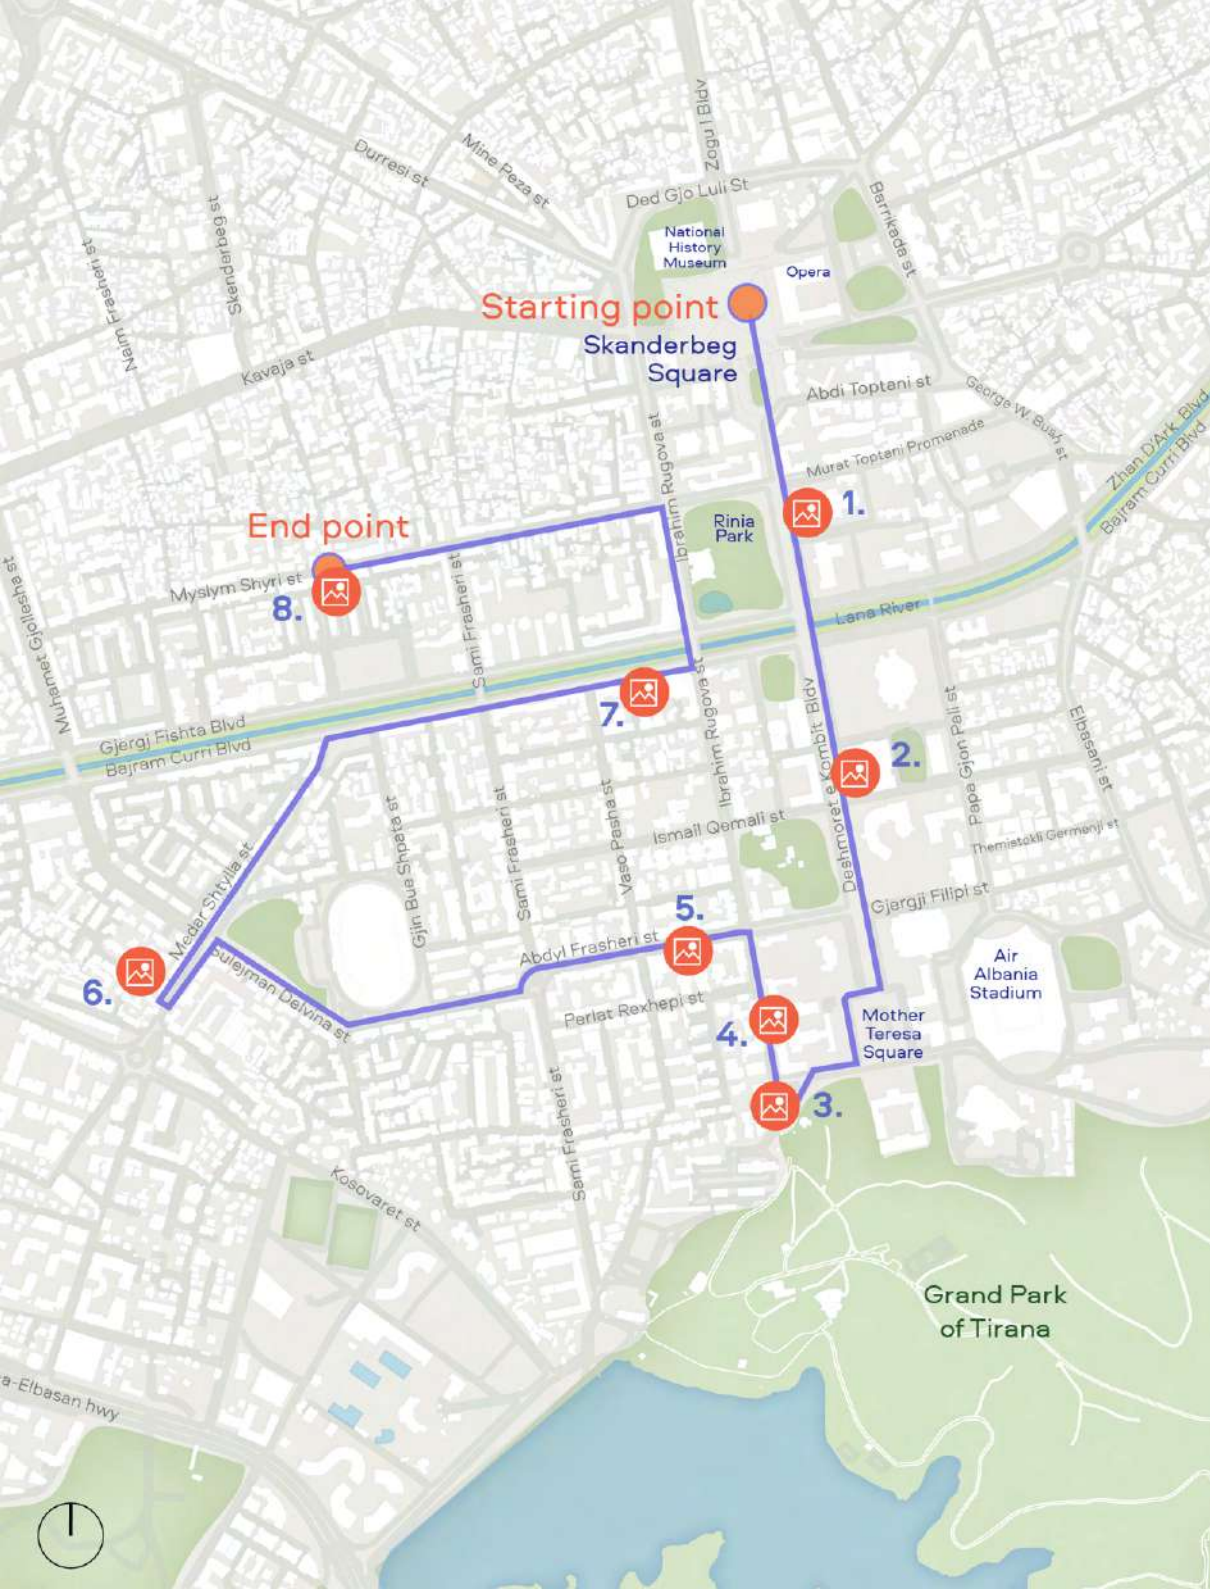 Zogu I Bldv
Mine Peza st
Durresi st
Ded Gjo Luli St
Barrikada st
Skenderbeg st
Naim Frasheri st
National
History
Museum
Opera
Starting point
Skanderbeg
Square
Kavaja st
Abdi Toptani st
George W. Bush st
Zhan D'Ark Blvd
Bajram Curri Blvd
Murat Toptani Promenade
Ibrahim Rugova st
Ibrahim Rugova st
1.
Rinia
Park
End point
Myslym Shyri st
8.
Muhamet Gjollesha st
Sami Frasheri st
Lana River
7.
Gjergj Fishta Blvd
Bajram Curri Blvd
Ibrahim Rugova st
Deshmoret e Kombit Bldv
2.
Papa Gjon Pali st
Elbasani st
Gjin Bue Shpata st
Sami Frasheri st
Vaso Pasha st
Ismail Qemali st
Themistokli Germenji st
Medar Shtylla st
Gjergji Filipi st
5.
Abdyl Frasheri st
Air
Albania
Stadium
6.
Sulejman Delvina st
Perlat Rexhepi st
4.
Mother
Teresa
Square
3.
Sami Frasheri st
Kosovaret st
Grand Park
of Tirana
a-Elbasan hwy